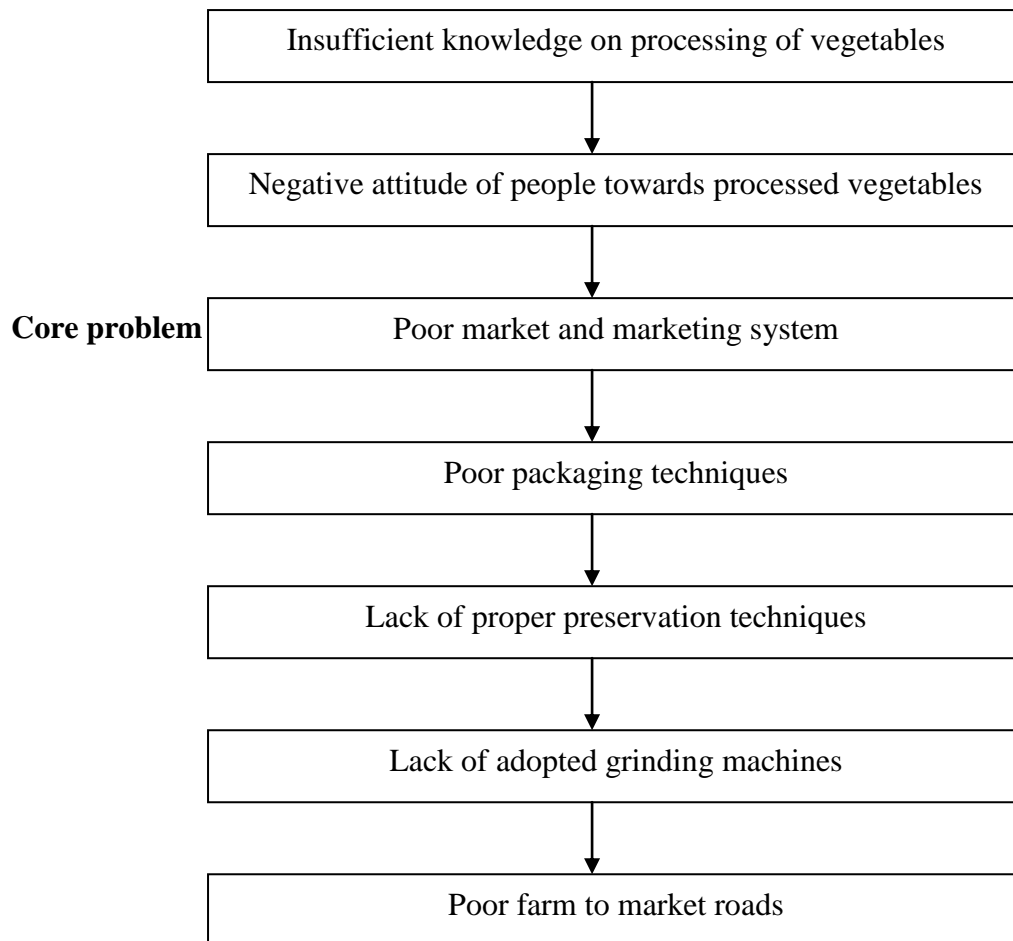 Insufficient knowledge on processing of vegetables
Negative attitude of people towards processed vegetables
Core problem
Poor market and marketing system
Poor packaging techniques
Lack of proper preservation techniques
Lack of adopted grinding machines
Poor farm to market roads